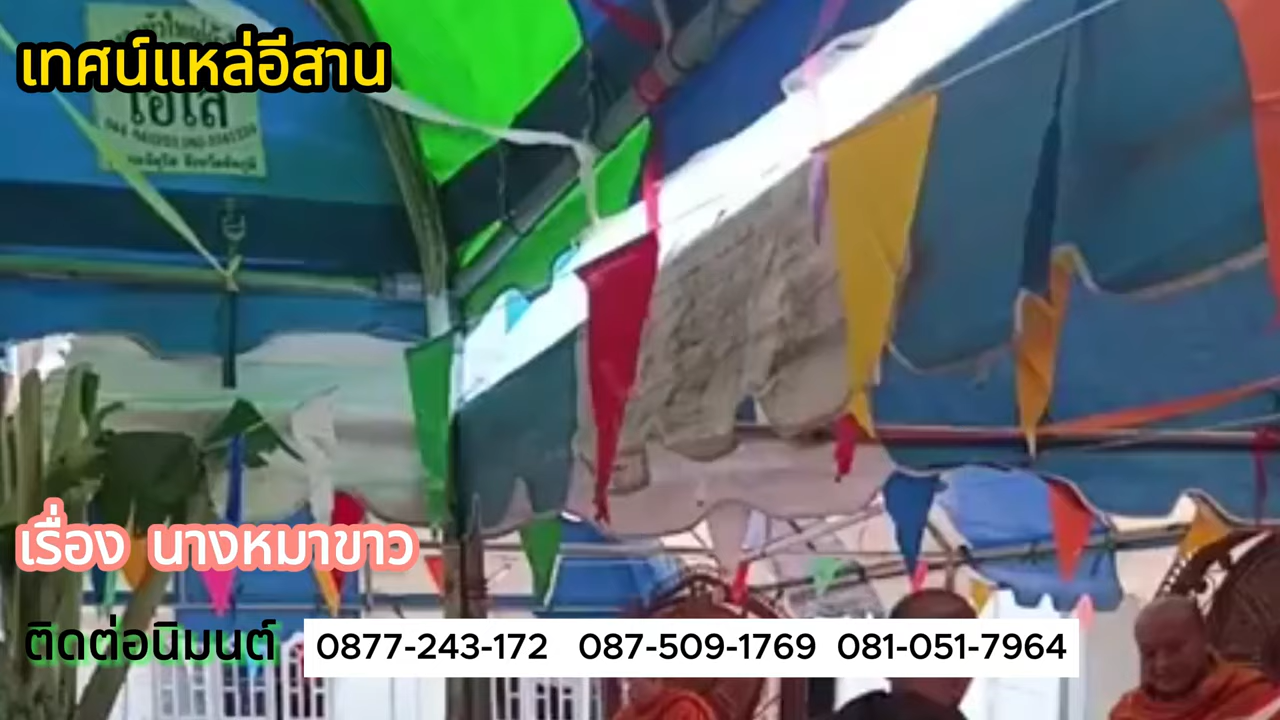 เทศน์แหล่อีสาน
เรื่อง นางหมาขาว
ติดต่อนิมนต์ 0877-243-172 087-509-1769 081-051-7964